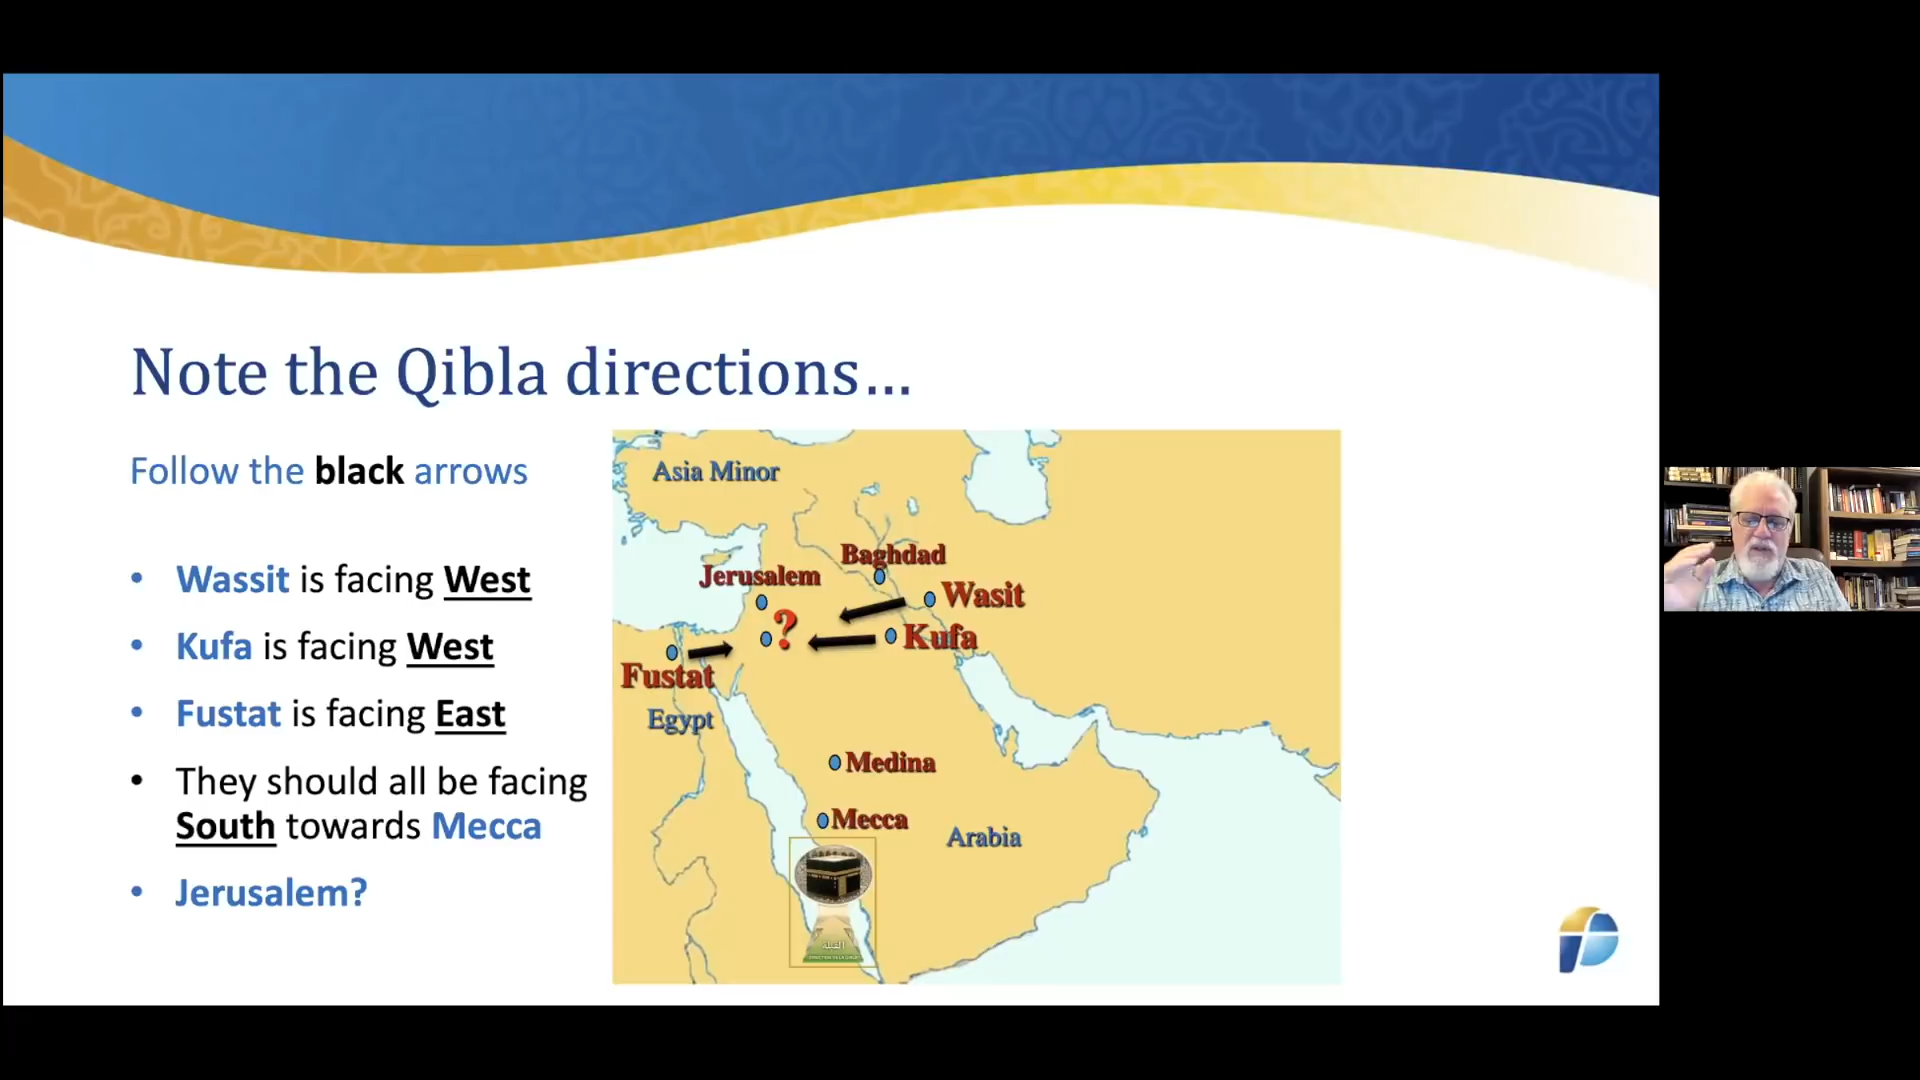 Note the Qibla directions...
Follow the black arrows
• Wassit is facing West
• Kufa is facing West
• Fustat is facing East
• They should all be facing
South towards Mecca
• Jerusalem?
Asia Minor
Baghdad
Jerusalem
Wasit
?
Kufa
Fustat
Egypt
Medina
Mecca
Arabia
القبلة